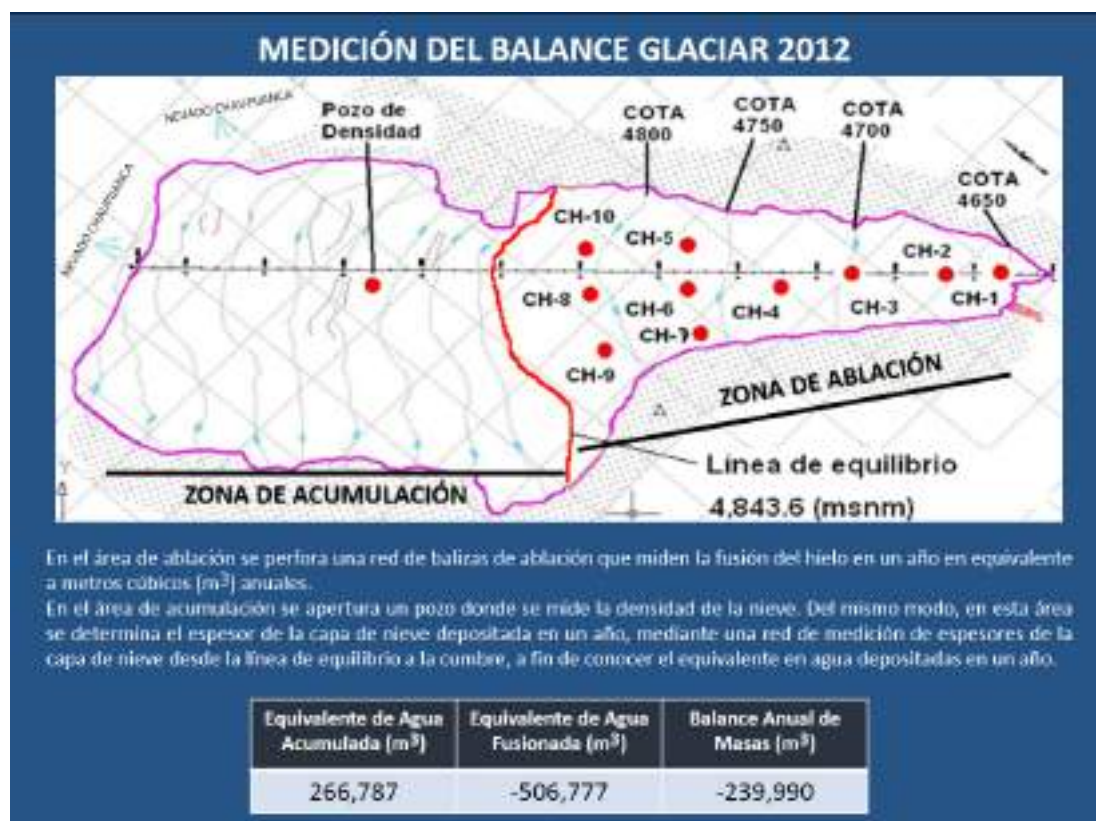 MEDICIÓN DEL BALANCE GLACIAR 2012
NEVADO CHAUPIJANCA
NEVADO CHAUPIJANCA
Pozo de
Densidad
COTA
4800
COTA
4750
COTA
4700
COTA
4650
CH-10
CH-5
CH-2
CH-8
CH-6
CH-4
CH-3
CH-1
CH-7
CH-9
ZONA DE ABLACIÓN
Línea de equilibrio
4,843.6 (msnm)
ZONA DE ACUMULACIÓN
Y
En el área de ablación se perfora una red de balizas de ablación que miden la fusión del hielo en un año en equivalente
a metros cúbicos (m³) anuales.
En el área de acumulación se apertura un pozo donde se mide la densidad de la nieve. Del mismo modo, en esta área
se determina el espesor de la capa de nieve depositada en un año, mediante una red de medición de espesores de la
capa de nieve desde la línea de equilibrio a la cumbre, a fin de conocer el equivalente en agua depositadas en un año.
Equivalente de Agua
Acumulada (m³)
Equivalente de Agua
Fusionada (m³)
Balance Anual de
Masas (m³)
266,787
-506,777
-239,990